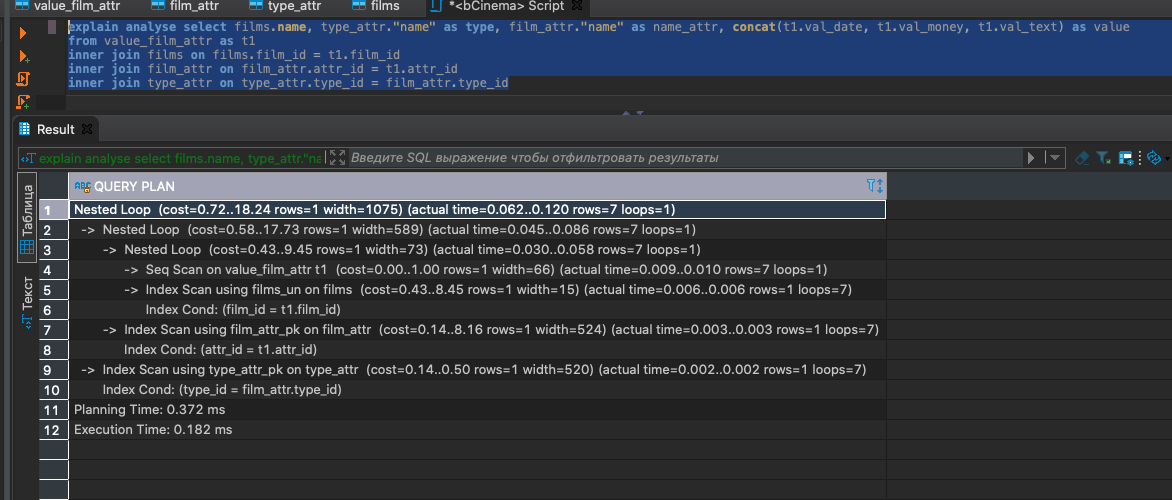 value_film_attr film_attr type_attr films *<bCinema> Script
explain analyse select films.name, type_attr."name" as type, film_attr."name" as name_attr, concat(t1.val_date, t1.val_money, t1.val_text) as value
from value_film_attr as t1
inner join films on films.film_id = t1.film_id
inner join film_attr on film_attr.attr_id = t1.attr_id
inner join type_attr on type_attr.type_id = film_attr.type_id
Result
explain analyse select films.name, type_attr."na Введите SQL выражение чтобы отфильтровать результаты
Таблица
Текст
ABC QUERY PLAN
1 Nested Loop (cost=0.72..18.24 rows=1 width=1075) (actual time=0.062..0.120 rows=7 loops=1)
2 -> Nested Loop (cost=0.58..17.73 rows=1 width=589) (actual time=0.045..0.086 rows=7 loops=1)
3 -> Nested Loop (cost=0.43..9.45 rows=1 width=73) (actual time=0.030..0.058 rows=7 loops=1)
4 -> Seq Scan on value_film_attr t1 (cost=0.00..1.00 rows=1 width=66) (actual time=0.009..0.010 rows=7 loops=1)
5 -> Index Scan using films_un on films (cost=0.43..8.45 rows=1 width=15) (actual time=0.006..0.006 rows=1 loops=7)
6 Index Cond: (film_id = t1.film_id)
7 -> Index Scan using film_attr_pk on film_attr (cost=0.14..8.16 rows=1 width=524) (actual time=0.003..0.003 rows=1 loops=7)
8 Index Cond: (attr_id = t1.attr_id)
9 -> Index Scan using type_attr_pk on type_attr (cost=0.14..0.50 rows=1 width=520) (actual time=0.002..0.002 rows=1 loops=7)
10 Index Cond: (type_id = film_attr.type_id)
11 Planning Time: 0.372 ms
12 Execution Time: 0.182 ms